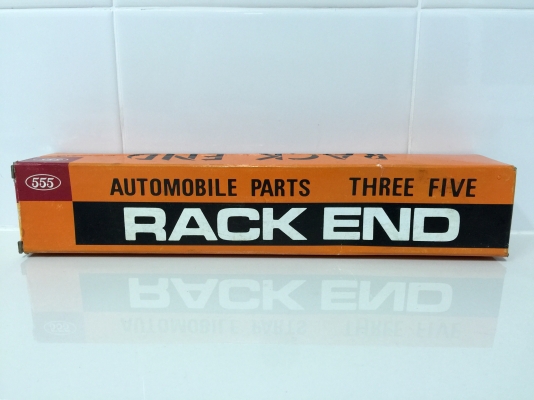 RACK END
555
AUTOMOBILE PARTS THREE FIVE
RACK END